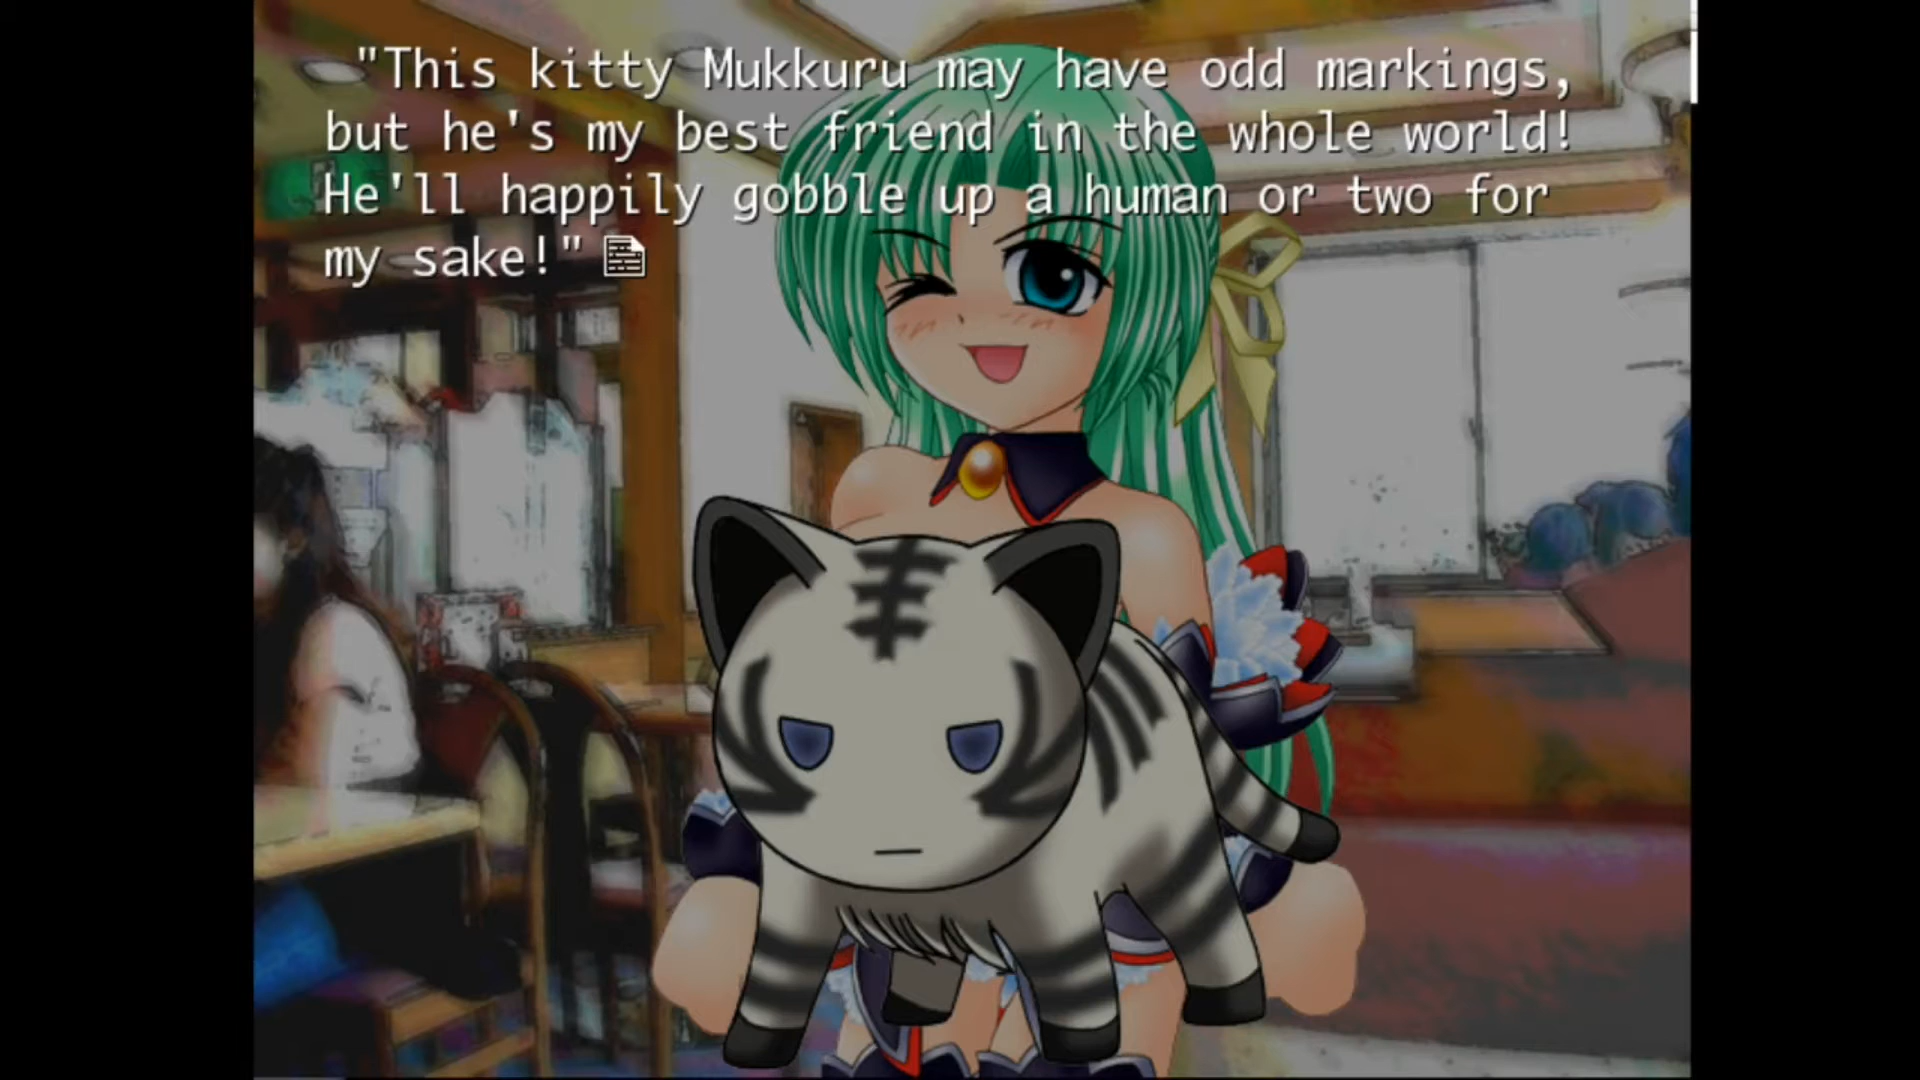 "This kitty Mukkuru may have odd markings,
but he's my best friend in the whole world!
He'll happily gobble up a human or two for
my sake!"